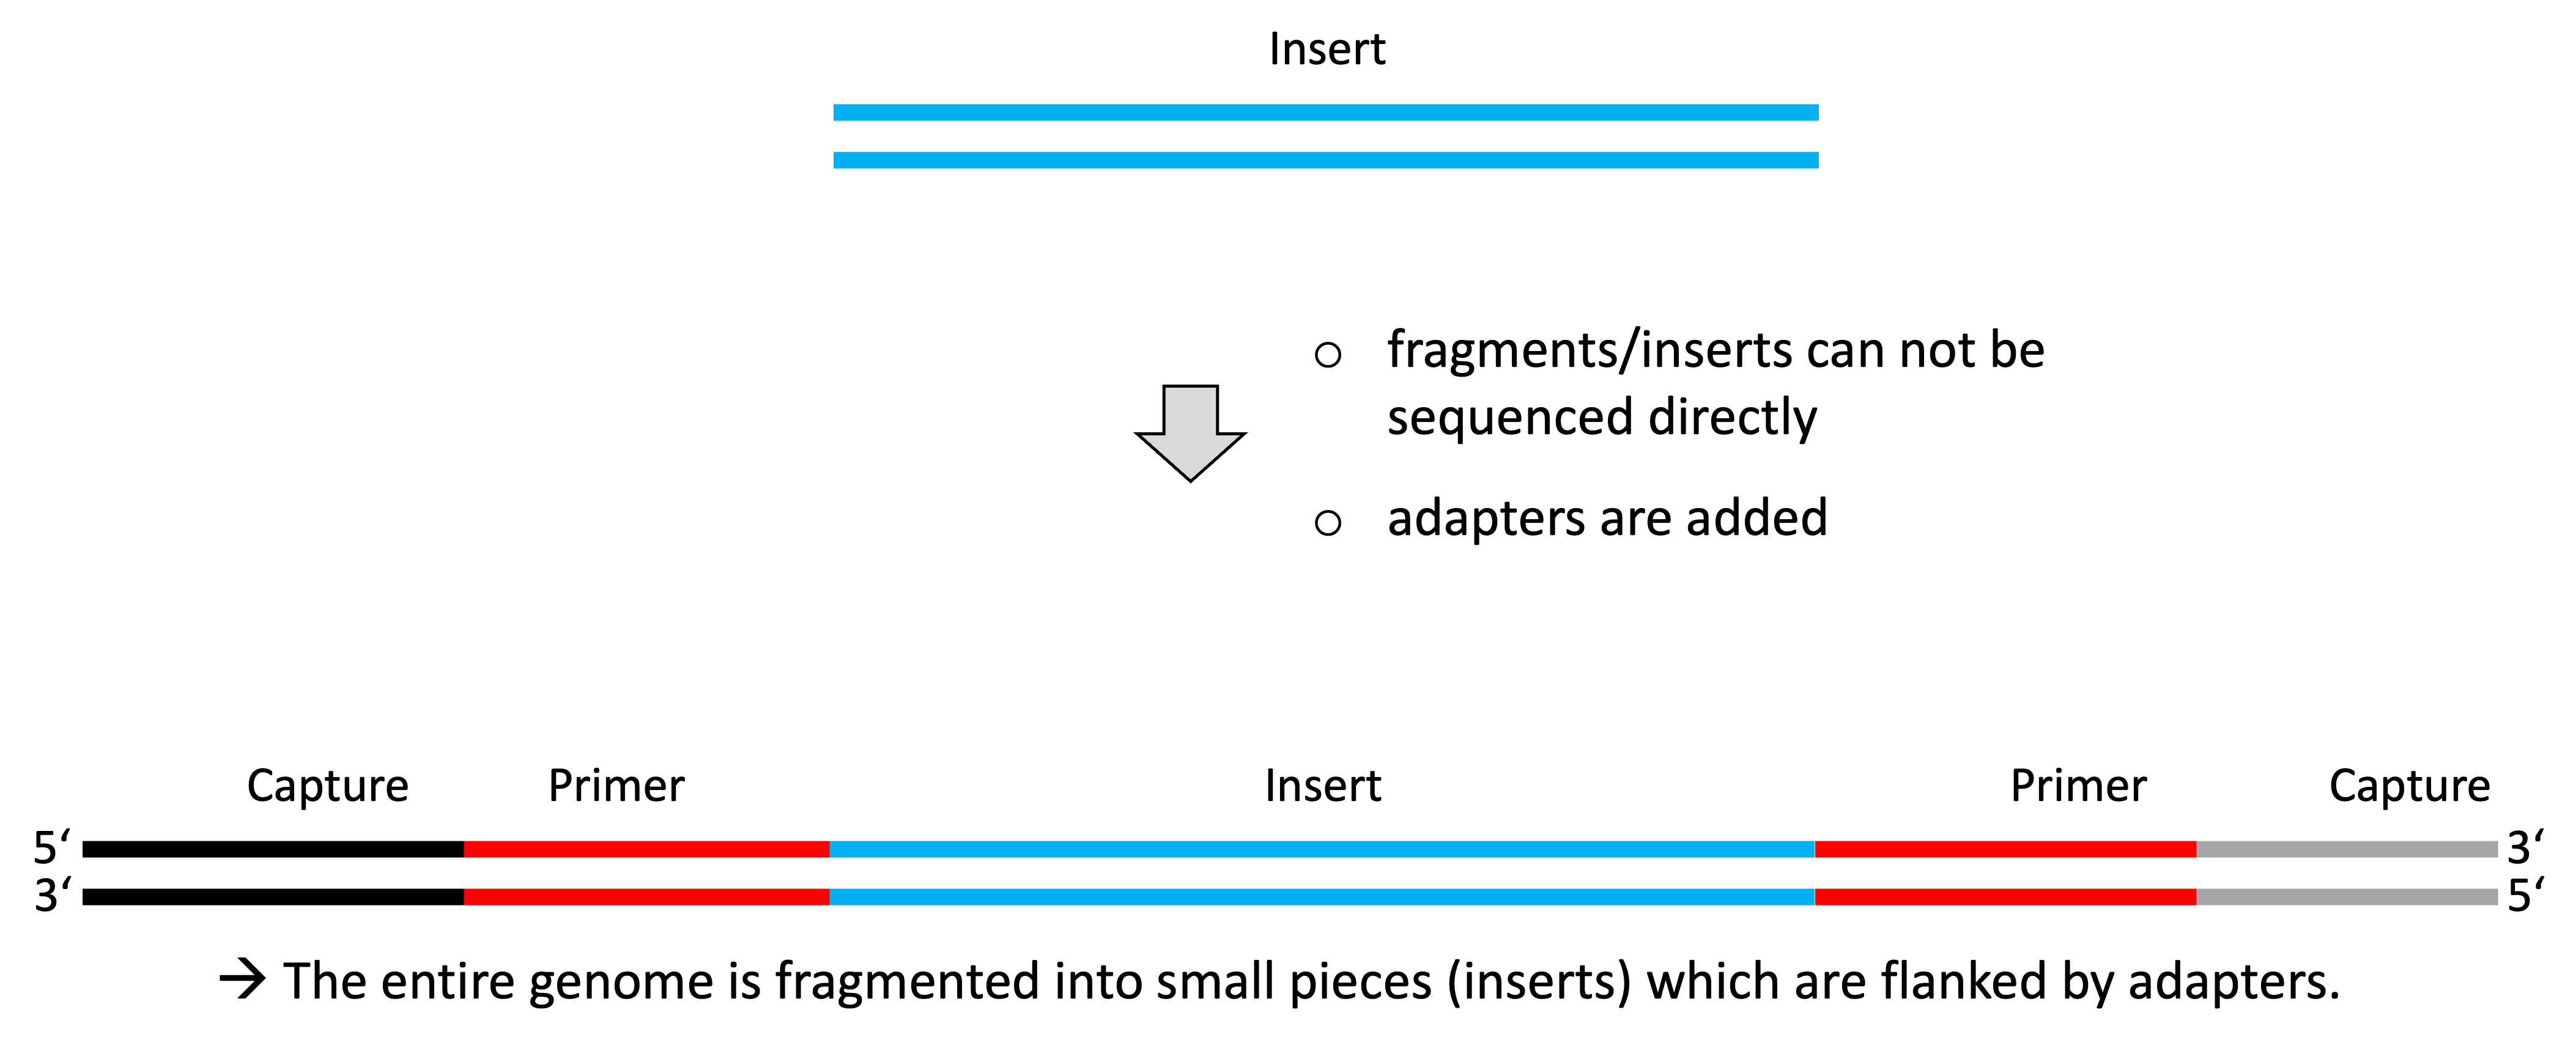 Insert
○ fragments/inserts can not be
sequenced directly
○ adapters are added
Capture Primer Insert Primer Capture
5‘ 3‘
3‘ 5‘
→ The entire genome is fragmented into small pieces (inserts) which are flanked by adapters.